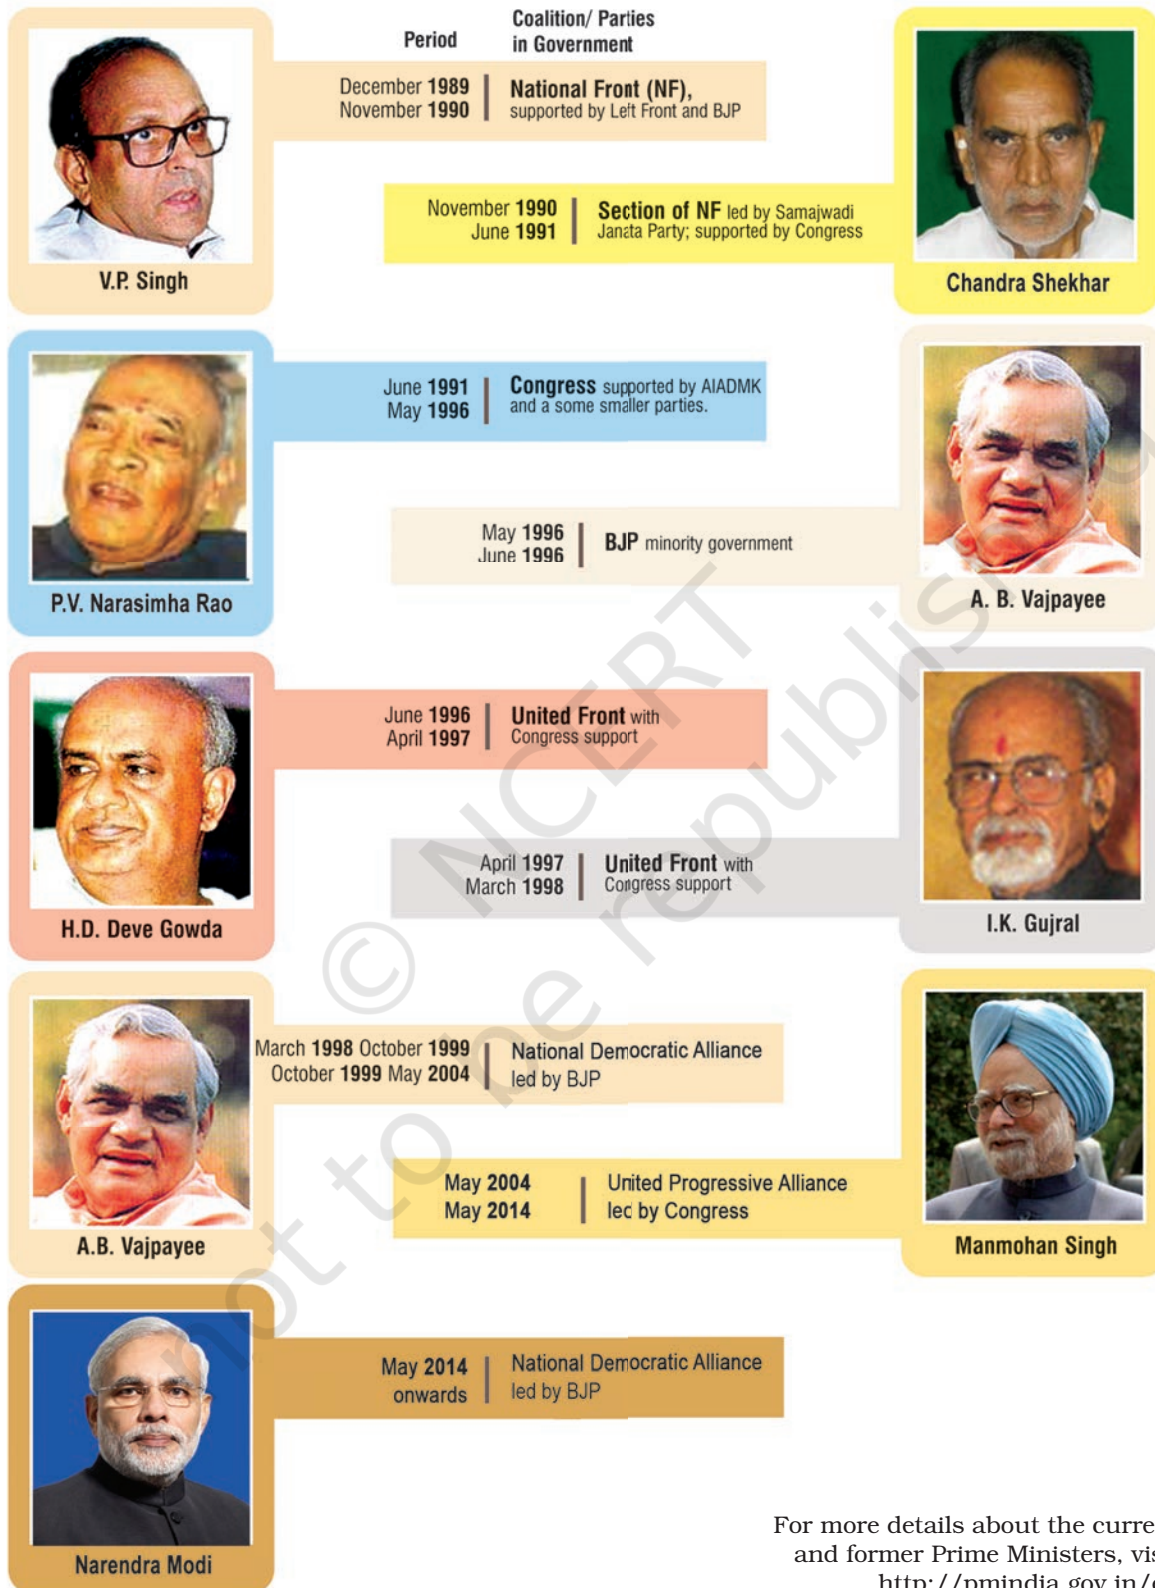 Period
Coalition/ Parties
in Government
December 1989
November 1990
National Front (NF),
supported by Left Front and BJP
V.P. Singh
November 1990
June 1991
Section of NF led by Samajwadi
Janata Party; supported by Congress
Chandra Shekhar
June 1991
May 1996
Congress supported by AIADMK
and a some smaller parties.
P.V. Narasimha Rao
May 1996
June 1996
BJP minority government
A. B. Vajpayee
June 1996
April 1997
United Front with
Congress support
H.D. Deve Gowda
April 1997
March 1998
United Front with
Congress support
I.K. Gujral
March 1998 October 1999
October 1999 May 2004
National Democratic Alliance
led by BJP
A.B. Vajpayee
May 2004
May 2014
United Progressive Alliance
led by Congress
Manmohan Singh
May 2014
onwards
National Democratic Alliance
led by BJP
Narendra Modi
For more details about the
and former Prime Ministers,
http://pmindia.gov.in/
© NCERT
not to be